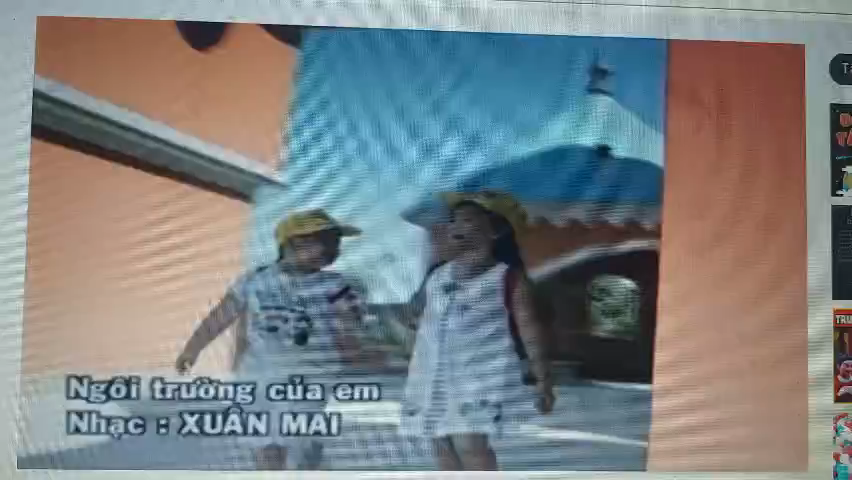 Ngôi trường của em
Nhạc : XUÂN MAI